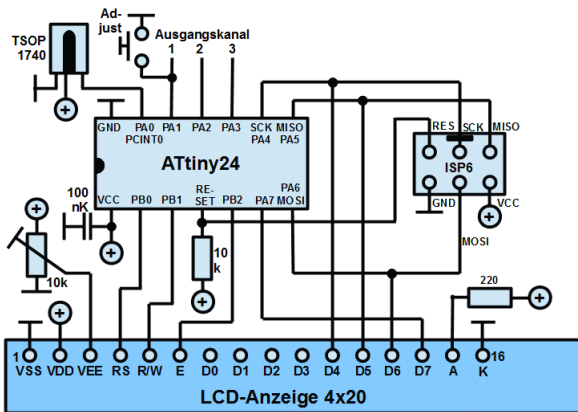 Ad-
just
Ausgangskanal
1 2 3
TSOP
1740
GND PA0 PA1 PA2 PA3 SCK MISO
PCINT0 PA4 PA5
ATtiny24
RES SCK MISO
ISP6
GND VCC
MOSI
100
nK
VCC PB0 PB1 RE-
SET PB2 PA7 PA6
MOSI
10
k
10k
220
1 16
VSS VDD VEE RS R/W E D0 D1 D2 D3 D4 D5 D6 D7 A K
LCD-Anzeige 4x20